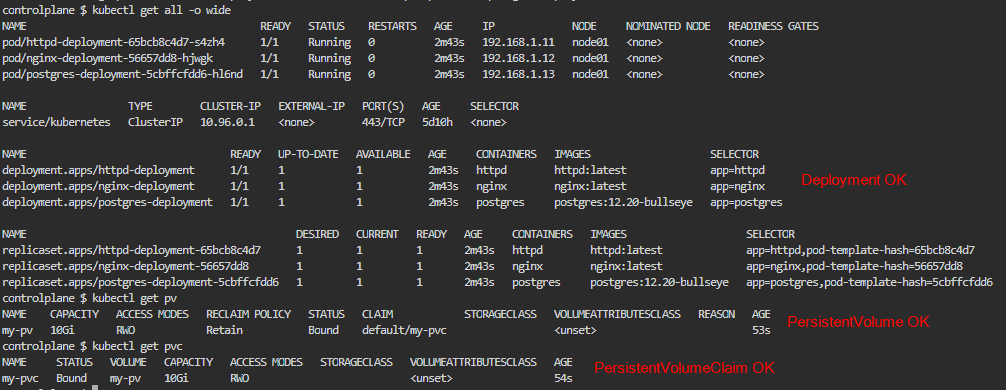 controlplane $ kubectl get all -o wide
NAME READY STATUS RESTARTS AGE IP NODE NOMINATED NODE READINESS GATES
pod/httpd-deployment-65bcb8c4d7-s4zh4 1/1 Running 0 2m43s 192.168.1.11 node01 <none> <none>
pod/nginx-deployment-56657dd8-hjwgk 1/1 Running 0 2m43s 192.168.1.12 node01 <none> <none>
pod/postgres-deployment-5cbffcfdd6-hl6nd 1/1 Running 0 2m43s 192.168.1.13 node01 <none> <none>
NAME TYPE CLUSTER-IP EXTERNAL-IP PORT(S) AGE SELECTOR
service/kubernetes ClusterIP 10.96.0.1 <none> 443/TCP 5d10h <none>
NAME READY UP-TO-DATE AVAILABLE AGE CONTAINERS IMAGES SELECTOR
deployment.apps/httpd-deployment 1/1 1 1 2m43s httpd httpd:latest app=httpd
deployment.apps/nginx-deployment 1/1 1 1 2m43s nginx nginx:latest app=nginx
Deployment OK
deployment.apps/postgres-deployment 1/1 1 1 2m43s postgres postgres:12.20-bullseye app=postgres
NAME DESIRED CURRENT READY AGE CONTAINERS IMAGES SELECTOR
replicaset.apps/httpd-deployment-65bcb8c4d7 1 1 1 2m43s httpd httpd:latest app=httpd,pod-template-hash=65bcb8c4d7
replicaset.apps/nginx-deployment-56657dd8 1 1 1 2m43s nginx nginx:latest app=nginx,pod-template-hash=56657dd8
replicaset.apps/postgres-deployment-5cbffcfdd6 1 1 1 2m43s postgres postgres:12.20-bullseye app=postgres,pod-template-hash=5cbffcfdd6
controlplane $ kubectl get pv
NAME CAPACITY ACCESS MODES RECLAIM POLICY STATUS CLAIM STORAGECLASS VOLUMEATTRIBUTESCLASS REASON AGE
my-pv 10Gi RWO Retain Bound default/my-pvc <unset> 53s
PersistentVolume OK
controlplane $ kubectl get pvc
NAME STATUS VOLUME CAPACITY ACCESS MODES STORAGECLASS VOLUMEATTRIBUTESCLASS AGE
my-pvc Bound my-pv 10Gi RWO <unset> 54s
PersistentVolumeClaim OK